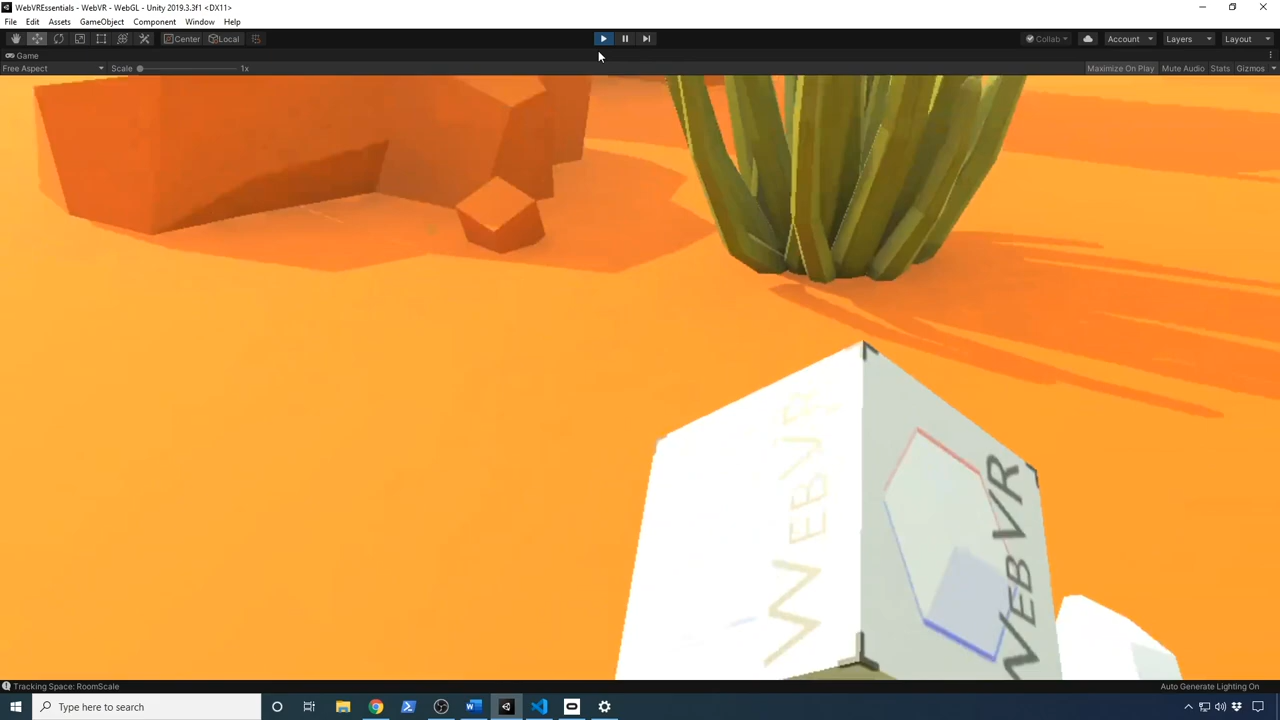 WebVREssentials - WebVR - WebGL - Unity 2019.3.3f1 <DX11>
File Edit Assets GameObject Component Window Help
Center Local Collab Account Layers Layout
Game
Free Aspect Scale 1x Maximize On Play Mute Audio Stats Gizmos
WEBVR
WEBVR
Tracking Space: RoomScale Auto Generate Lighting On
Type here to search